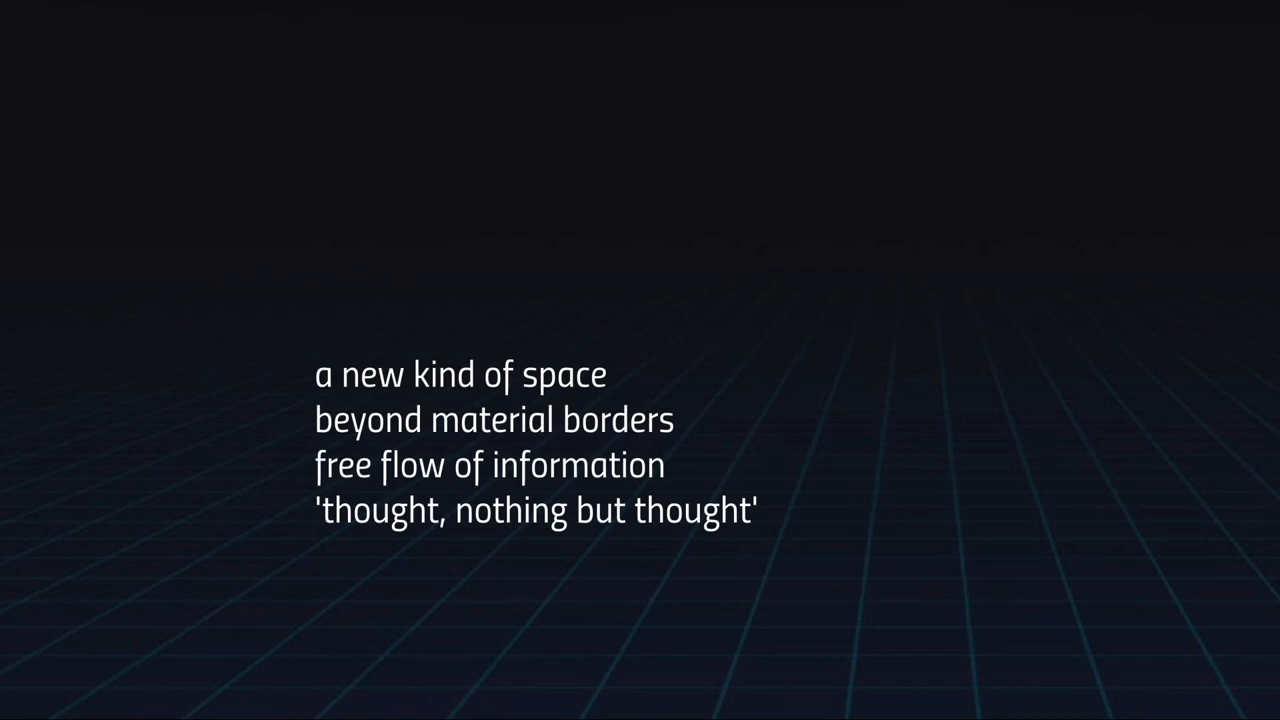 a new kind of space
beyond material borders
free flow of information
'thought, nothing but thought'